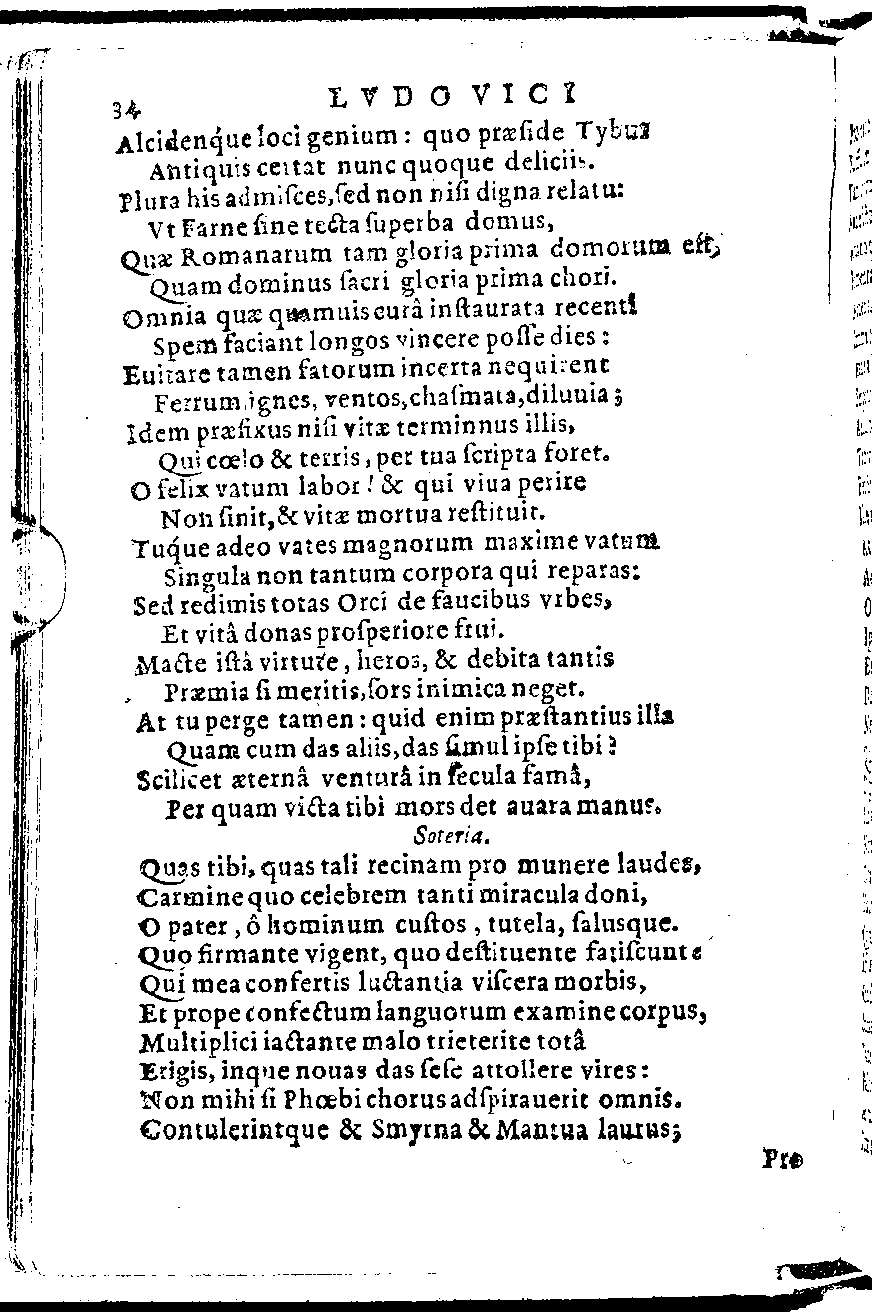 34 LVDOVICI
Alcidenq́ue loci genium : quo præſide Tybur
Antiquis certat nunc quoque deliciis.
Plura his admiſces, ſed non niſi digna relatu:
Vt Farne ſine tecta ſuperba domus,
Quæ Romanarum tam gloria prima domorum eſt,
Quam dominus ſacri gloria prima chori.
Omnia quæ quamuis curâ inſtaurata recenti
Spem faciant longos vincere poſſe dies :
Euitare tamen fatorum incerta nequirent
Ferrum, ignes, ventos, chaſmata, diluuia ;
Idem præfixus niſi vitæ terminnus illis,
Qui cœlo & terris, per tua ſcripta foret.
O felix vatum labor ! & qui viua perire
Non ſinit, & vitæ mortua reſtituit.
Tuq́ue adeo vates magnorum maxime vatum
Singula non tantum corpora qui reparas:
Sed redimis totas Orci de faucibus vrbes,
Et vitâ donas proſperiore frui.
Macte iſtâ virtute, heros, & debita tantis
Præmia ſi meritis, ſors inimica neget.
At tu perge tamen : quid enim præſtantius illa
Quam cum das aliis, das ſimul ipſe tibi ?
Scilicet æternâ venturâ in ſecula famâ,
Per quam victa tibi mors det auara manus.
Soteria.
Quas tibi, quas tali recinam pro munere laudes,
Carmine quo celebrem tanti miracula doni,
O pater, ô hominum cuſtos, tutela, ſalusque.
Quo firmante vigent, quo deſtituente fatiſcunt
Qui mea confertis luctantia viſcera morbis,
Et prope confectum languorum examine corpus,
Multiplici iactante malo trieterite totâ
Erigis, inque nouas das ſeſe attollere vires :
Non mihi ſi Phœbi chorus adſpirauerit omnis.
Contulerintque & Smyrna & Mantua laurus;
Pro